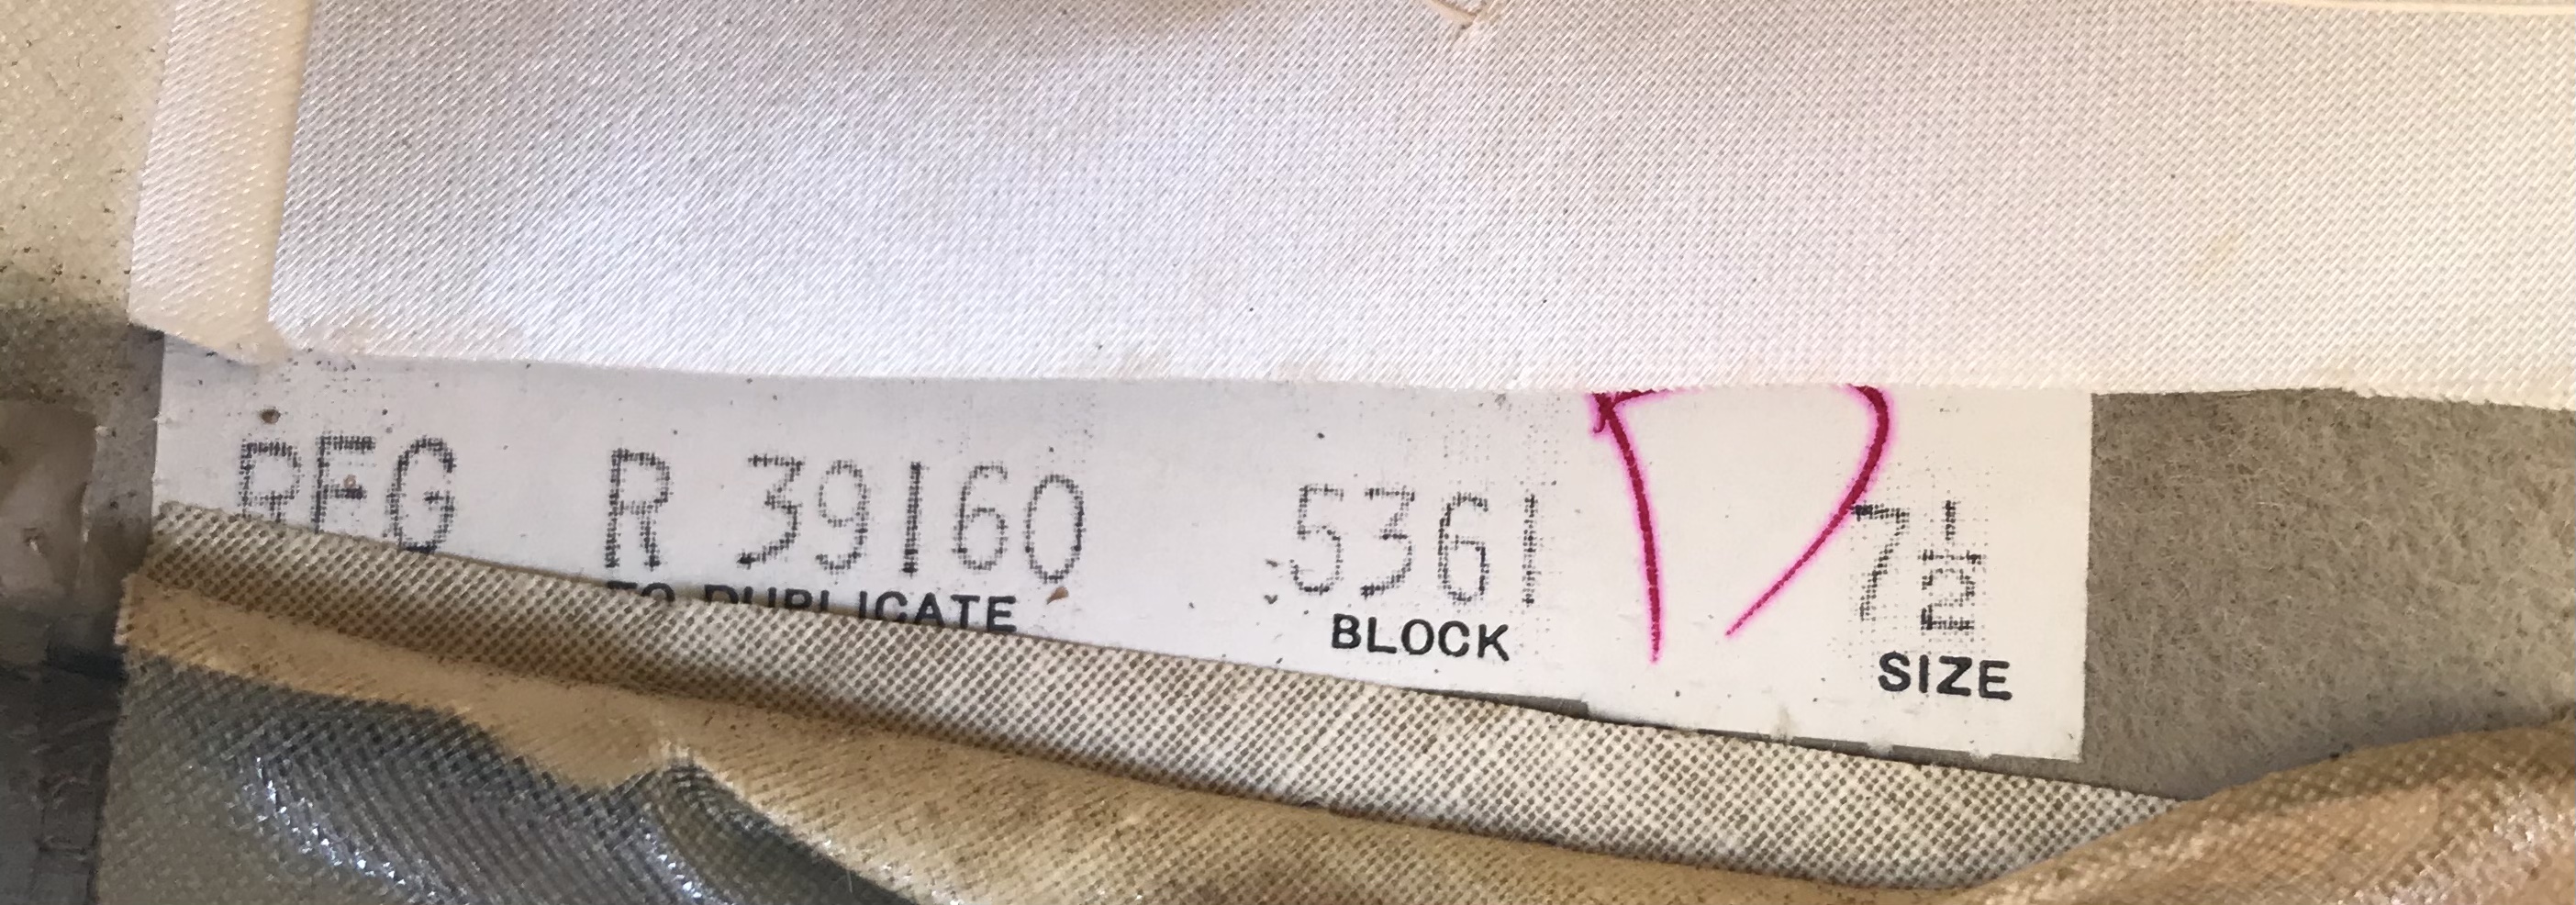 REG R 39160 5361 D 7½
TO DUPLICATE BLOCK SIZE